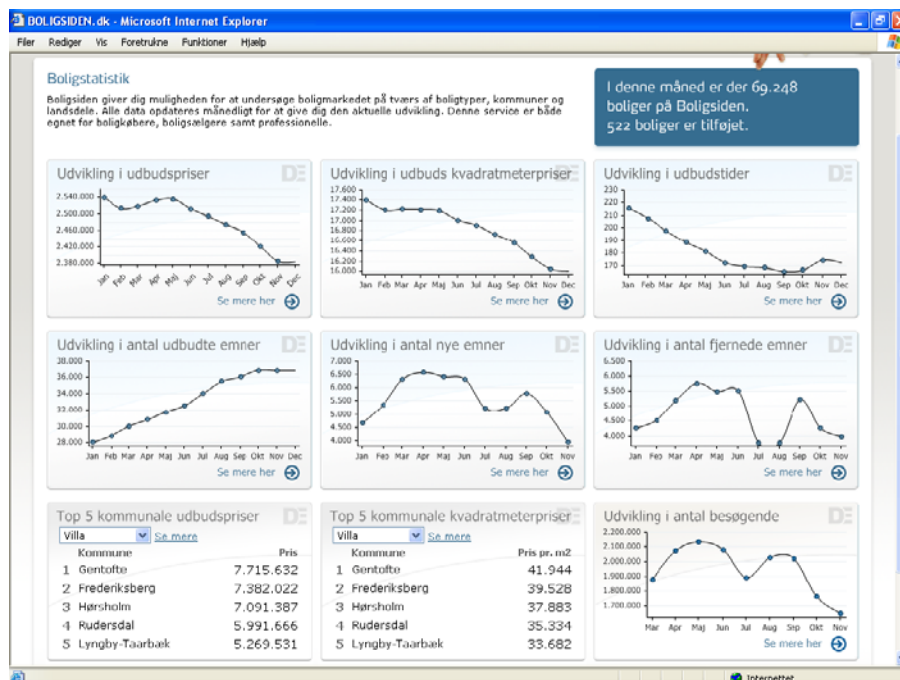 BOLIGSIDEN.dk - Microsoft Internet Explorer
Filer Rediger Vis Foretrukne Funktioner Hjælp
Boligstatistik
Boligsiden giver dig muligheden for at undersøge boligmarkedet på tværs af boligtyper, kommuner og
landsdele. Alle data opdateres månedligt for at give dig den aktuelle udvikling. Denne service er både
egnet for boligkøbere, boligsælgere samt professionelle.
I denne måned er der 69.248
boliger på Boligsiden.
522 boliger er tilføjet.
Udvikling i udbudspriser
DE
2.540.000
2.500.000
2.460.000
2.420.000
2.380.000
Jan Feb Mar Apr Maj Jun Jul Aug Sep Okt Nov Dec
Se mere her
Udvikling i udbuds kvadratmeterpriser
DE
17.600
17.400
17.200
17.000
16.800
16.600
16.400
16.200
16.000
Jan Feb Mar Apr Maj Jun Jul Aug Sep Okt Nov Dec
Se mere her
Udvikling i udbudstider
DE
230
220
210
200
190
180
170
Jan Feb Mar Apr Maj Jun Jul Aug Sep Okt Nov Dec
Se mere her
Udvikling i antal udbudte emner
DE
38.000
36.000
34.000
32.000
30.000
28.000
Jan Feb Mar Apr Maj Jun Jul Aug Sep Okt Nov Dec
Se mere her
Udvikling i antal nye emner
DE
7.000
6.500
6.000
5.500
5.000
4.500
4.000
Jan Feb Mar Apr Maj Jun Jul Aug Sep Okt Nov
Se mere her
Udvikling i antal fjernede emner
DE
6.500
6.000
5.500
5.000
4.500
4.000
Jan Feb Mar Apr Maj Jun Jul Aug Sep Okt Nov
Se mere her
Top 5 kommunale udbudspriser
DE
Villa Se mere
Kommune Pris
1 Gentofte 7.715.632
2 Frederiksberg 7.382.022
3 Hørsholm 7.091.387
4 Rudersdal 5.991.666
5 Lyngby-Taarbæk 5.269.531
Top 5 kommunale kvadratmeterpriser
DE
Villa Se mere
Kommune Pris pr. m2
1 Gentofte 41.944
2 Frederiksberg 39.528
3 Hørsholm 37.883
4 Rudersdal 35.334
5 Lyngby-Taarbæk 33.682
Udvikling i antal besøgende
DE
2.200.000
2.100.000
2.000.000
1.900.000
1.800.000
1.700.000
Mar Apr Maj Jun Jul Aug Sep Okt Nov
Se mere her
Internettet